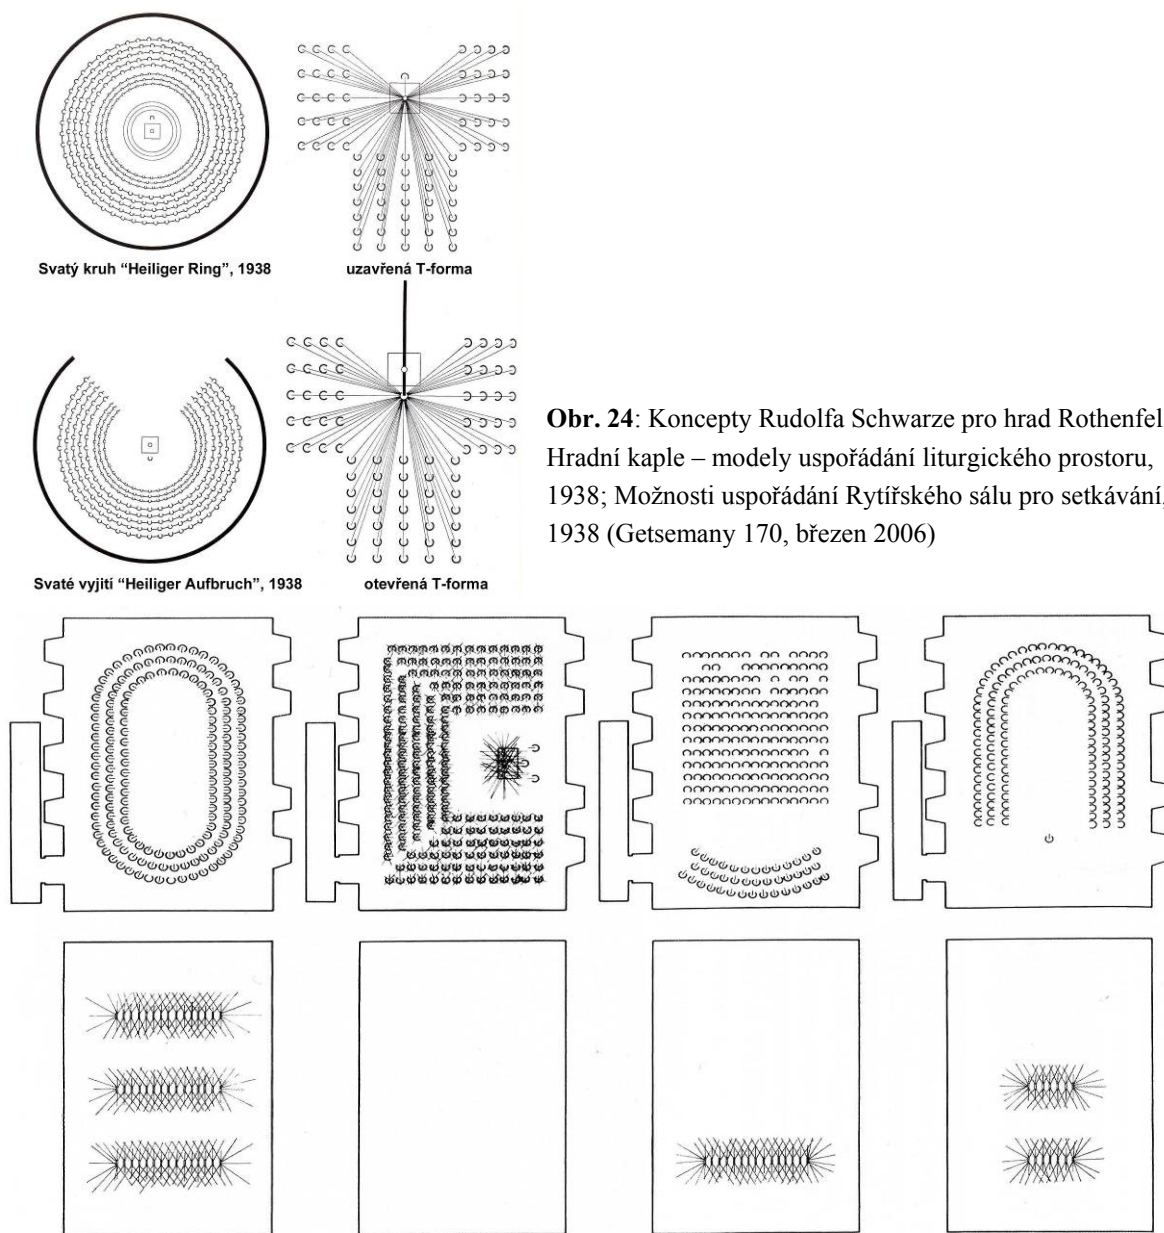 Svatý kruh “Heiliger Ring”, 1938
uzavřená T-forma
Svaté vyjití “Heiliger Aufbruch”, 1938
otevřená T-forma
Obr. 24: Koncepty Rudolfa Schwarze pro hrad Rothenfel
Hradní kaple – modely uspořádání liturgického prostoru,
1938; Možnosti uspořádání Rytířského sálu pro setkávání,
1938 (Getsemany 170, březen 2006)